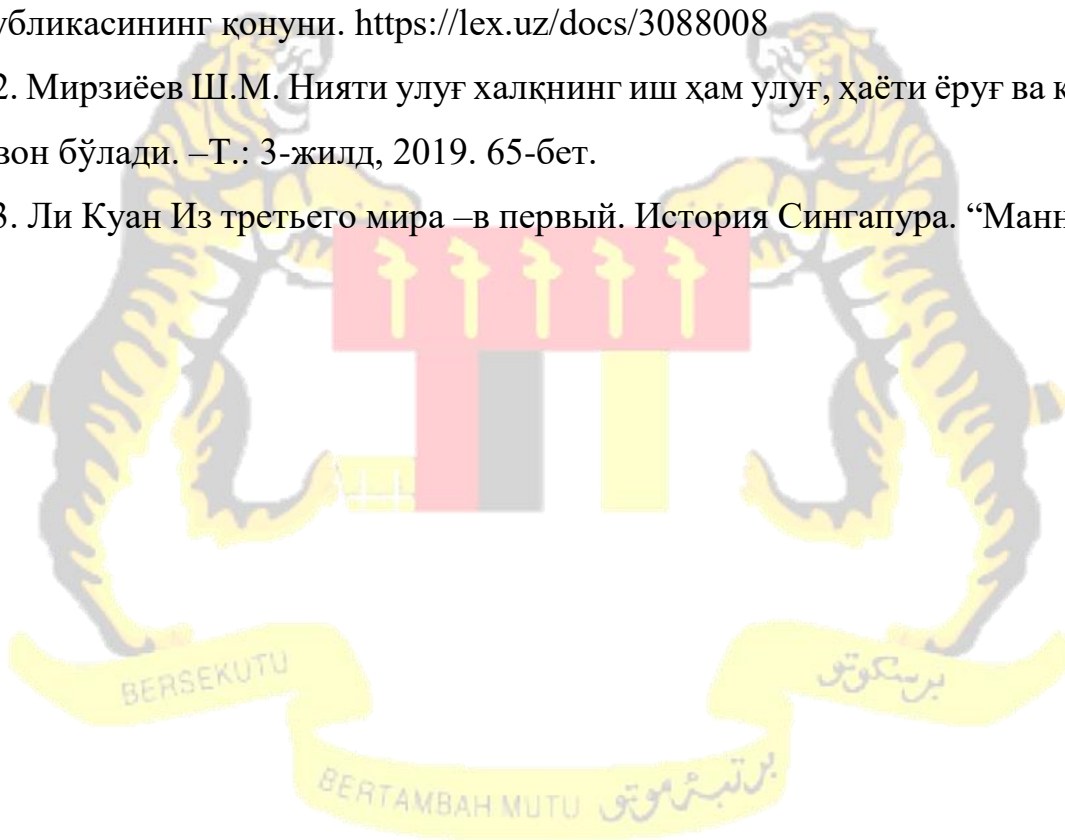 убликасининг қонуни. https://lex.uz/docs/3088008
2. Мирзиёев Ш.М. Нияти улуғ халқнинг иш ҳам улуғ, ҳаёти ёруғ ва к
вон бўлади. –Т.: 3-жилд, 2019. 65-бет.
3. Ли Куан Из третьего мира –в первый. История Сингапура. “Манн
BERSEKUTU برسكوتو
BERTAMBAH MUTU برتمبه موتو